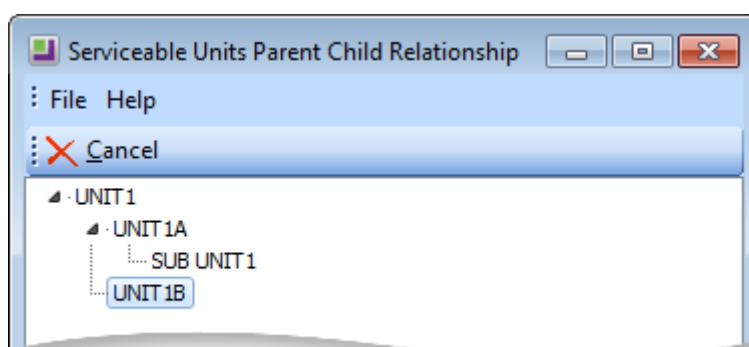 Serviceable Units Parent Child Relationship
File Help
Cancel
UNIT1
UNIT1A
SUB UNIT1
UNIT1B